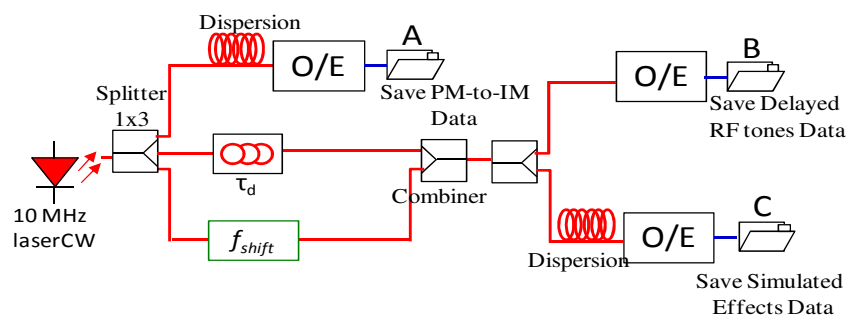 Dispersion
O/E
A
Save PM-to-IM
Data
Splitter
1x3
τd
Combiner
10 MHz
laserCW
fshift
O/E
B
Save Delayed
RF tones Data
Dispersion
O/E
C
Save Simulated
Effects Data